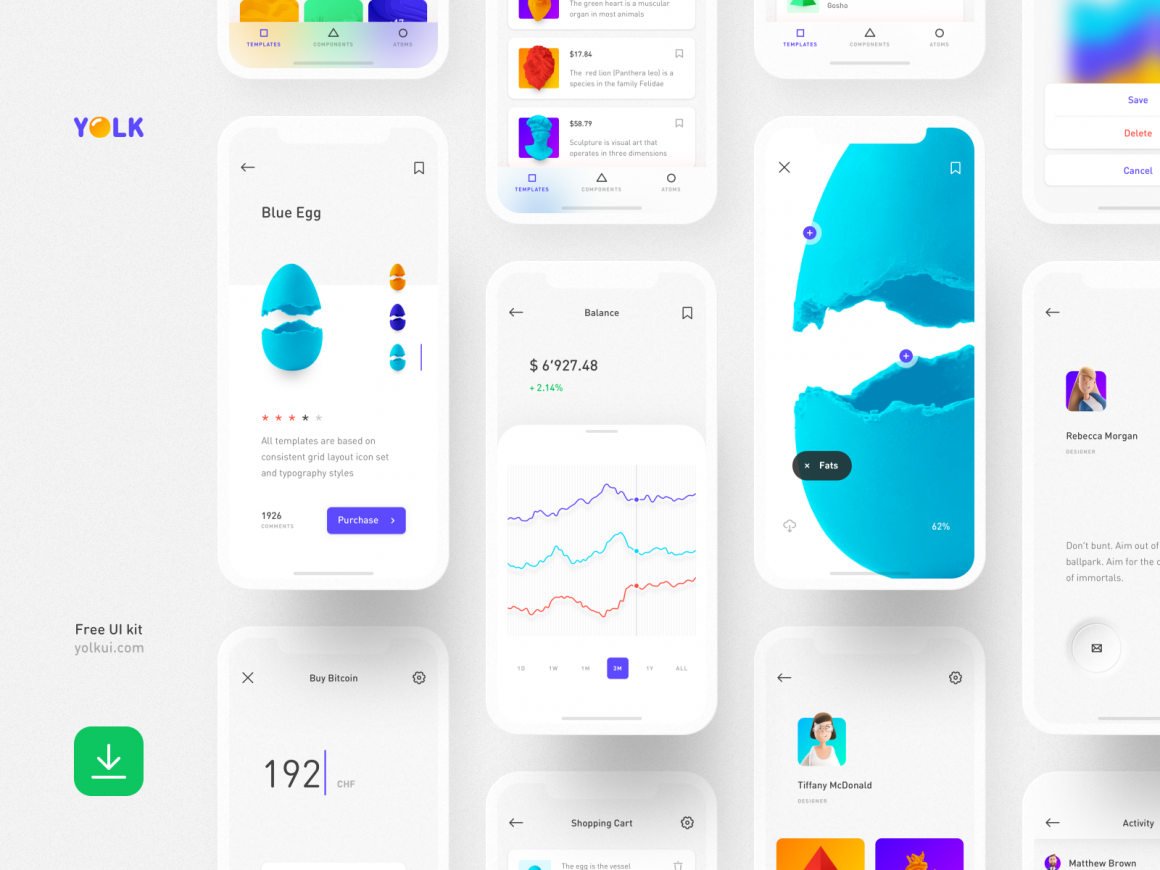 YOLK
Free UI kit
yolkui.com
TEMPLATES
COMPONENTS
ATOMS
Blue Egg
All templates are based on
consistent grid layout icon set
and typography styles
1926
COMMENTS
Purchase
Buy Bitcoin
192
CHF
The green heart is a muscular
organ in most animals
$17.84
The red lion [Panthera leo] is a
species in the family Felidae
$58.79
Sculpture is visual art that
operates in three dimensions
TEMPLATES
COMPONENTS
ATOMS
Balance
$ 6'927.48
+ 2.14%
1D
1W
1M
2M
1Y
ALL
Shopping Cart
The egg is the vessel
Gosho
TEMPLATES
COMPONENTS
ATOMS
Fats
62%
Tiffany McDonald
DESIGNER
Save
Delete
Cancel
Rebecca Morgan
DESIGNER
Don't bunt. Aim out of
ballpark. Aim for the c
of immortals.
Activity
Matthew Brown